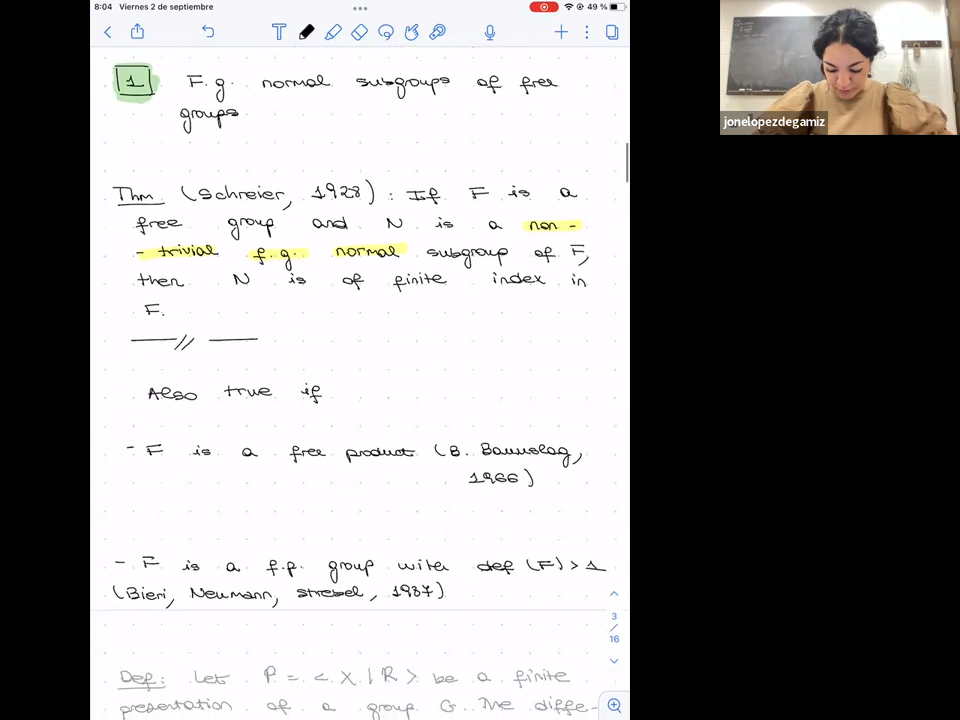 8:04 Viernes 2 de septiembre
49 %
1 F.g. normal subgroups of free
groups
Thm (Schreier, 1928): If F is a
free group and N is a non-
-trivial f.g. normal subgroup of F,
then N is of finite index in
F.
Also true if
- F is a free product (B. Baumslag,
1966)
- F is a f.p. group with def (F) > 1
(Bieri, Neumann, Strebel, 1987)
Def: Let P = < X | R > be a finite
presentation of a group G. The diffe-
3
/
16
jonelopezdegamiz